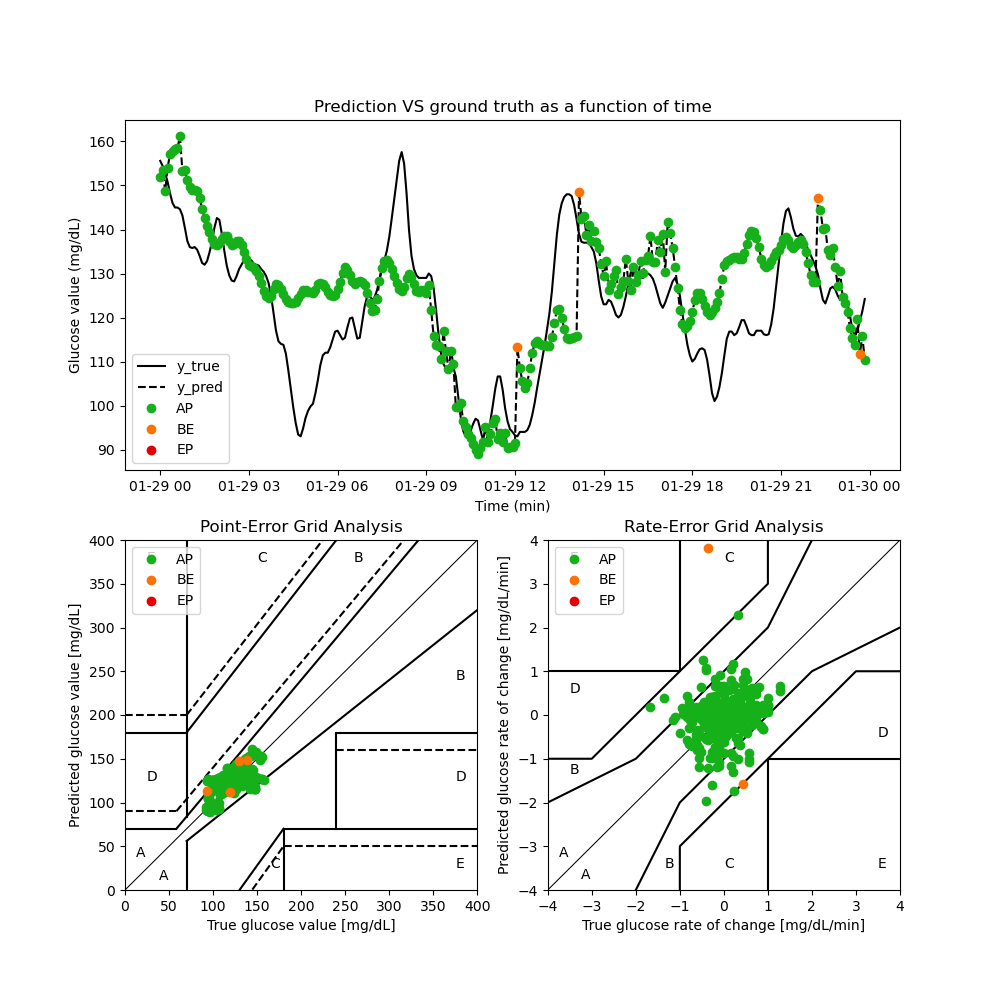 Prediction VS ground truth as a function of time
Glucose value (mg/dL)
160
150
140
130
120
110
100
90
y_true
y_pred
AP
BE
EP
01-29 00 01-29 03 01-29 06 01-29 09 01-29 12 01-29 15 01-29 18 01-29 21 01-30 00
Time (min)
Point-Error Grid Analysis
Predicted glucose value [mg/dL]
400
350
300
250
200
150
100
50
0
AP
BE
EP
C
B
B
D
D
A
A
C
E
0 50 100 150 200 250 300 350 400
True glucose value [mg/dL]
Rate-Error Grid Analysis
Predicted glucose rate of change [mg/dL/min]
4
3
2
1
0
−1
−2
−3
−4
AP
BE
EP
C
D
D
B
A
A
B
C
E
−4 −3 −2 −1 0 1 2 3 4
True glucose rate of change [mg/dL/min]